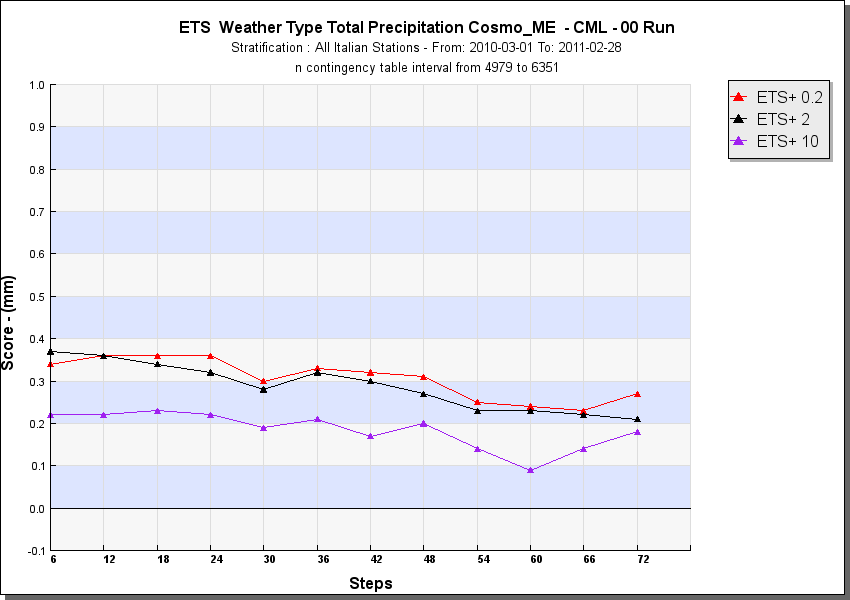 ETS  Weather Type Total Precipitation Cosmo_ME  - CML - 00 Run
Stratification : All Italian Stations - From: 2010-03-01 To: 2011-02-28
n contingency table interval from 4979 to 6351
ETS+ 0.2
ETS+ 2
ETS+ 10
1.0
0.9
0.8
0.7
0.6
0.5
0.4
0.3
0.2
0.1
0.0
-0.1
Score - (mm)
6 12 18 24 30 36 42 48 54 60 66 72
Steps